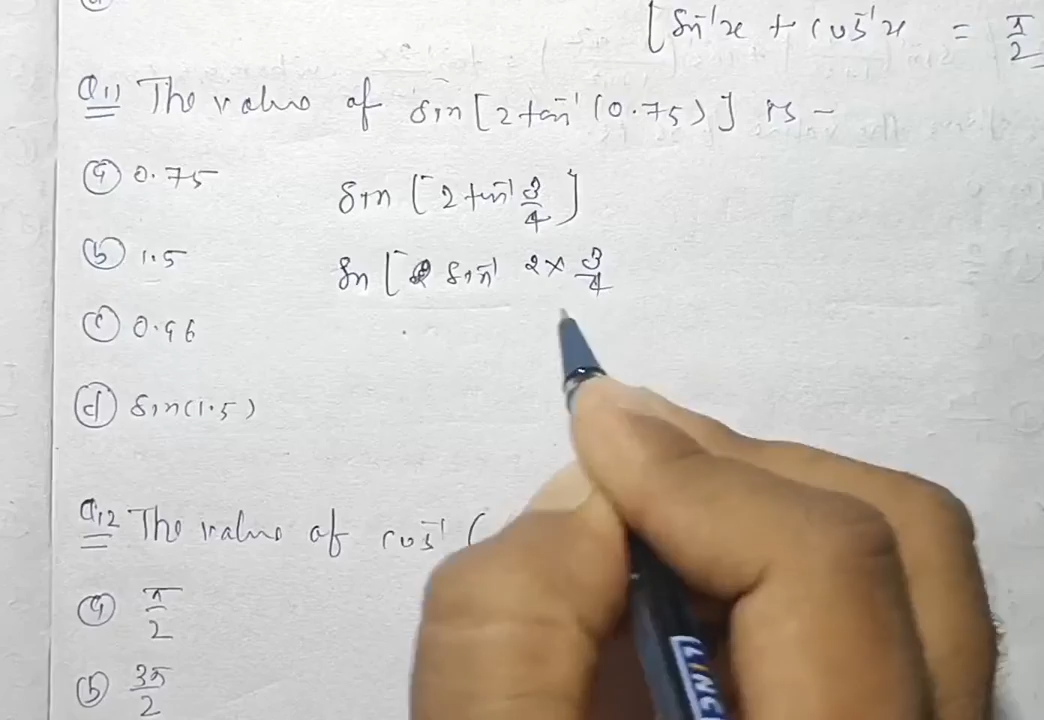 [sin⁻¹x + cos⁻¹x = π/2
Q11 The value of sin[2tan⁻¹(0.75)] is -
(a) 0.75
sin[2tan⁻¹ 3/4]
(b) 1.5
sin[ sin⁻¹ 2× 3/4
(c) 0.96
(d) sin(1.5)
Q12 The value of cos⁻¹(
(a) π/2
(b) 3π/2
LINC